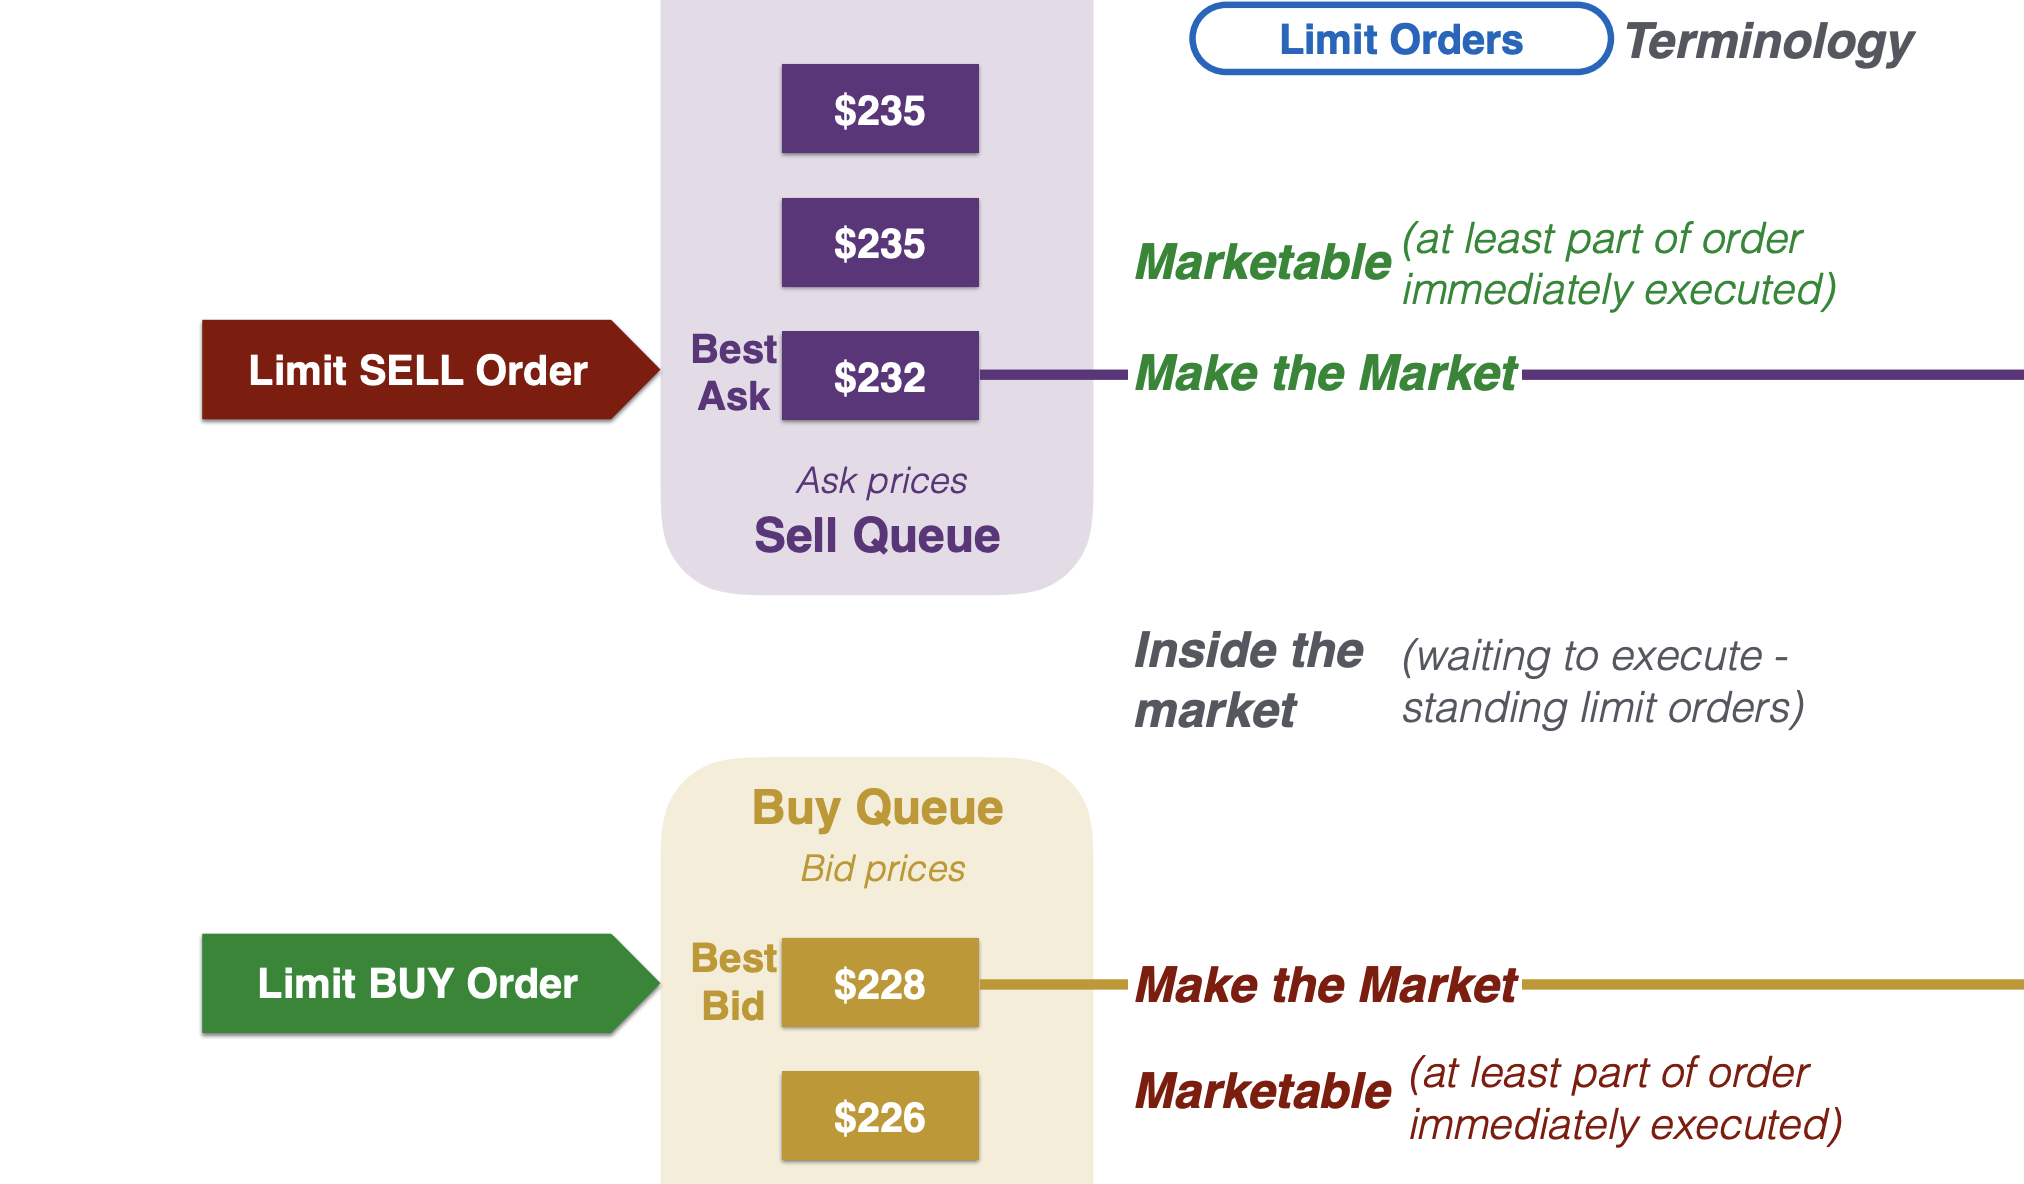 Limit Orders Terminology
$235
$235
Marketable (at least part of order
immediately executed)
Limit SELL Order
Best
Ask
$232
Make the Market
Ask prices
Sell Queue
Inside the
market
(waiting to execute -
standing limit orders)
Buy Queue
Bid prices
Limit BUY Order
Best
Bid
$228
Make the Market
$226
Marketable (at least part of order
immediately executed)